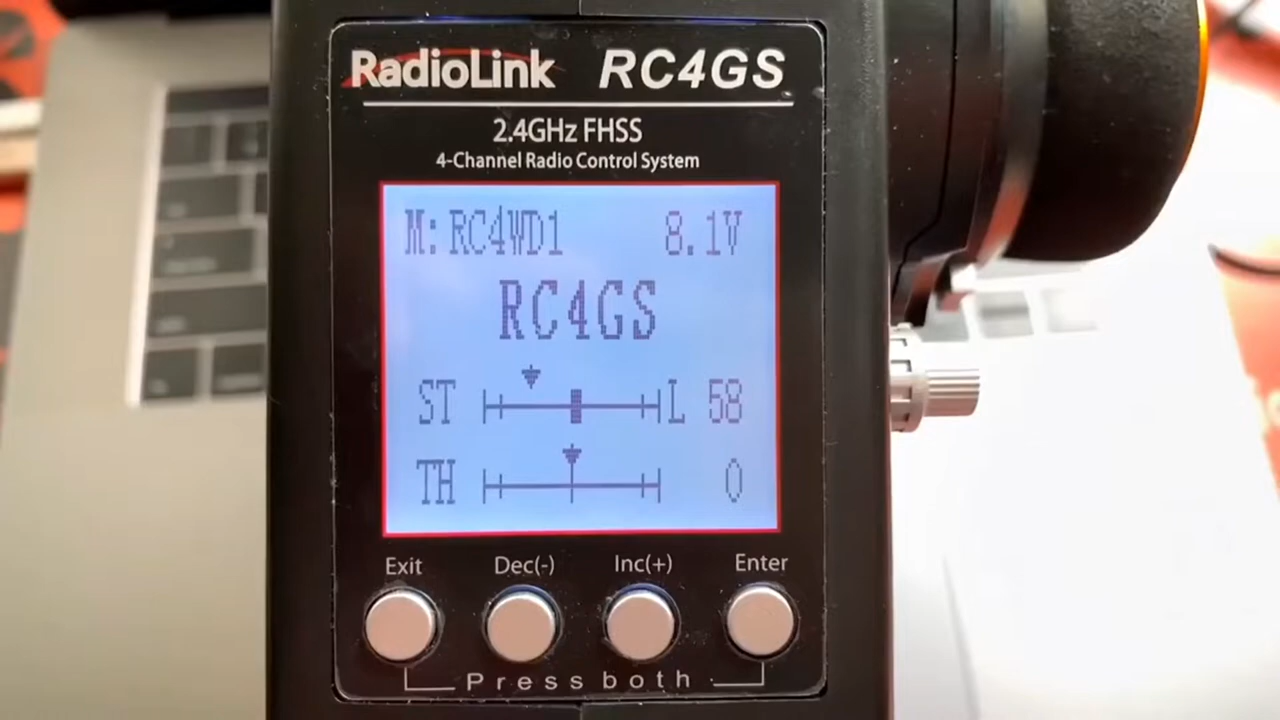 RadioLink RC4GS
2.4GHz FHSS
4-Channel Radio Control System
M: RC4WD1 8.1V
RC4GS
ST L 58
TH 0
Exit Dec(-) Inc(+) Enter
Press both